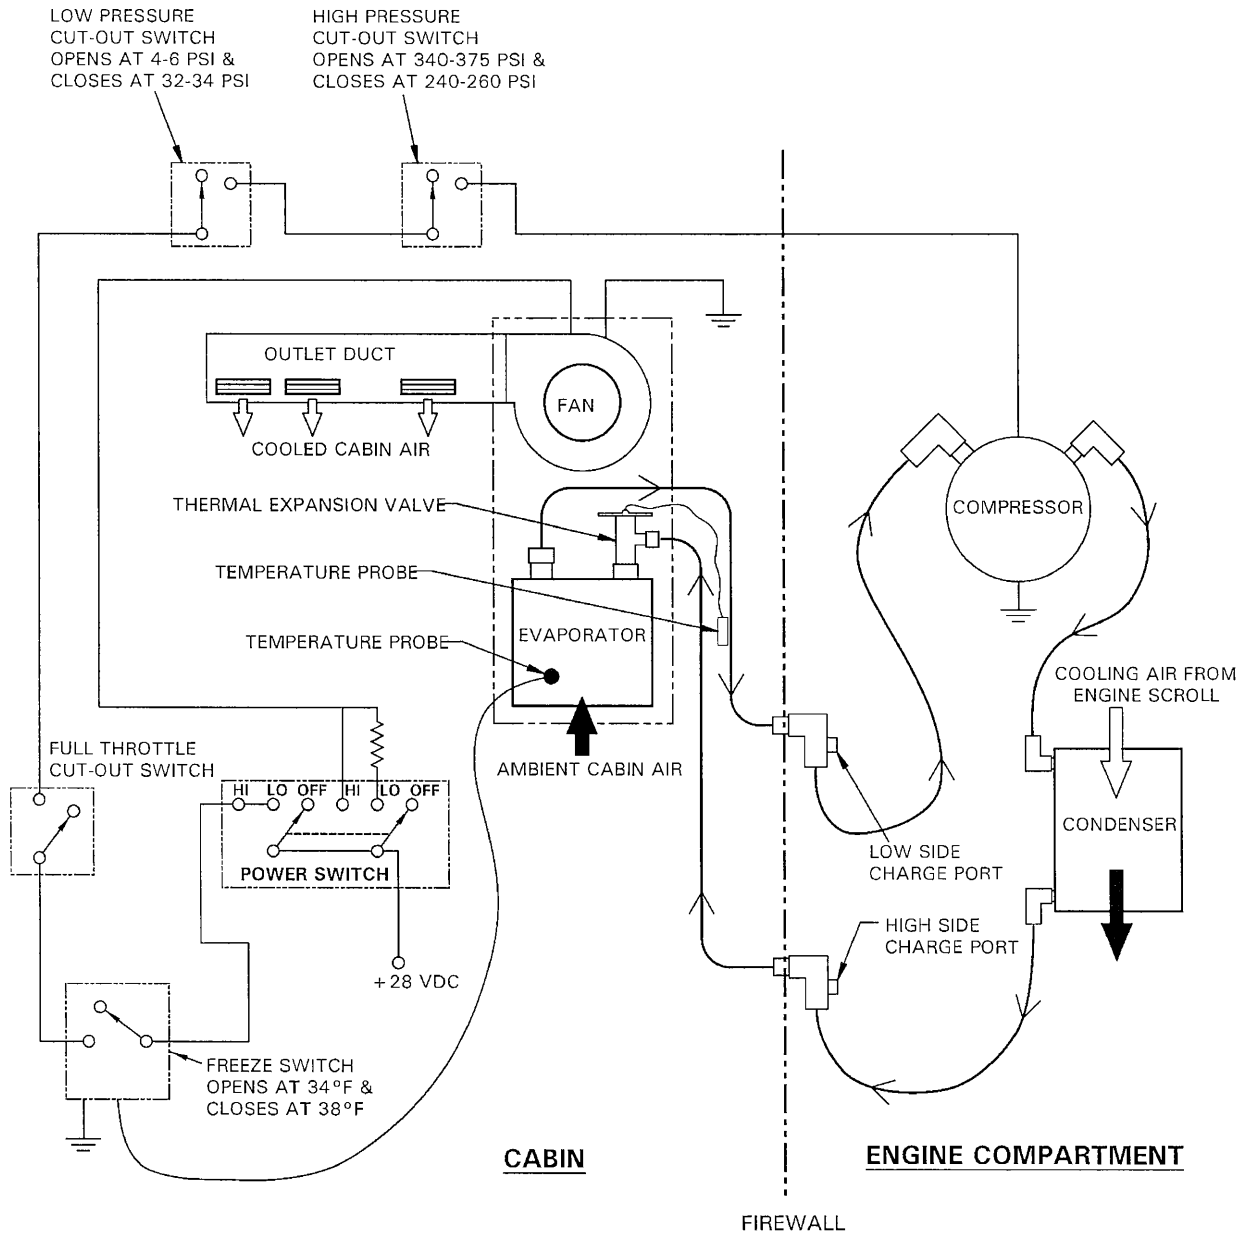 LOW PRESSURE
CUT-OUT SWITCH
OPENS AT 4-6 PSI &
CLOSES AT 32-34 PSI
HIGH PRESSURE
CUT-OUT SWITCH
OPENS AT 340-375 PSI &
CLOSES AT 240-260 PSI
OUTLET DUCT
FAN
COOLED CABIN AIR
THERMAL EXPANSION VALVE
COMPRESSOR
TEMPERATURE PROBE
EVAPORATOR
TEMPERATURE PROBE
COOLING AIR FROM
ENGINE SCROLL
FULL THROTTLE
CUT-OUT SWITCH
AMBIENT CABIN AIR
HI LO OFF HI LO OFF
POWER SWITCH
CONDENSER
LOW SIDE
CHARGE PORT
HIGH SIDE
CHARGE PORT
+28 VDC
FREEZE SWITCH
OPENS AT 34°F &
CLOSES AT 38°F
CABIN
ENGINE COMPARTMENT
FIREWALL